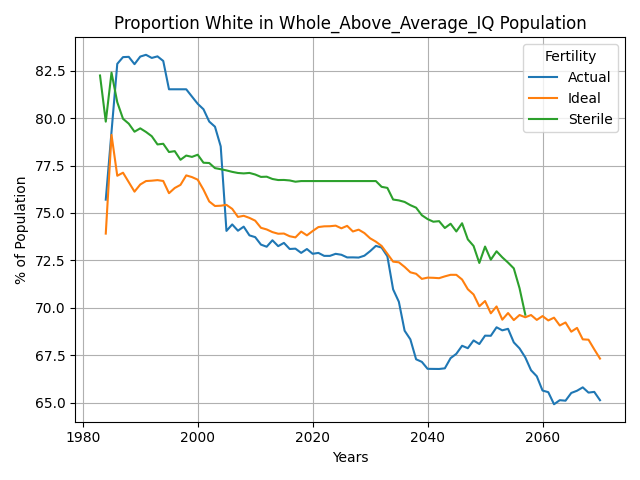 Proportion White in Whole_Above_Average_IQ Population
Fertility
Actual
Ideal
Sterile
% of Population
82.5
80.0
77.5
75.0
72.5
70.0
67.5
65.0
1980
2000
2020
2040
2060
Years